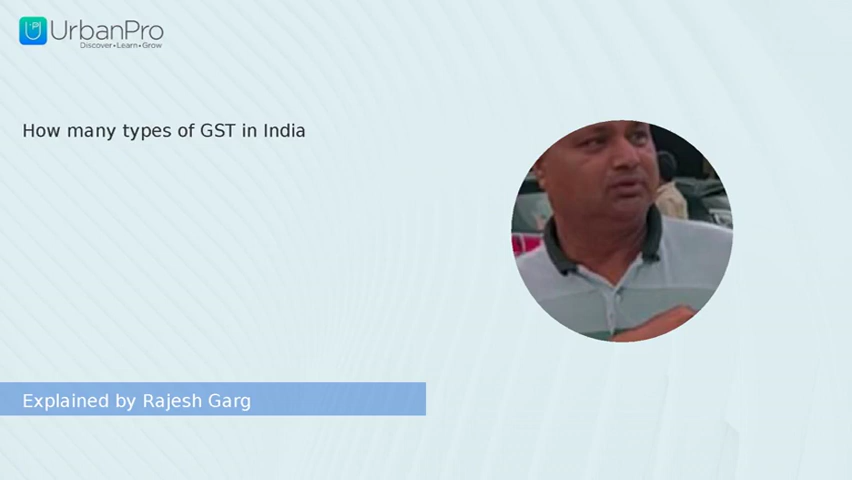 UrbanPro
Discover•Learn•Grow
How many types of GST in India
Explained by Rajesh Garg